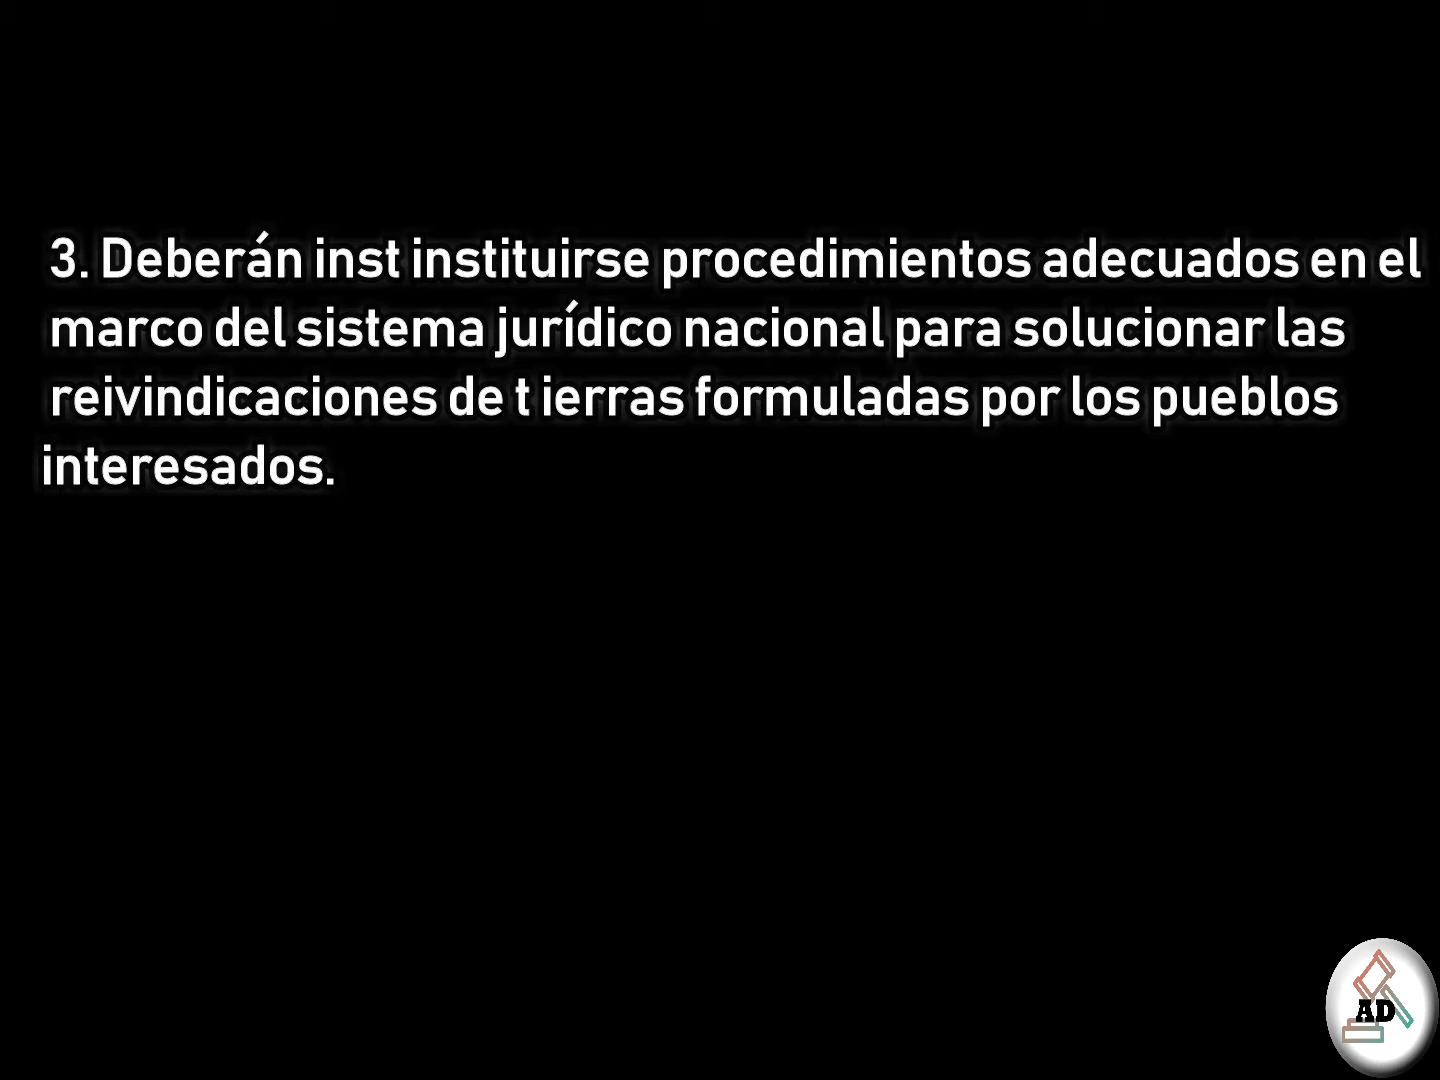 3. Deberán inst instituirse procedimientos adecuados en el
marco del sistema jurídico nacional para solucionar las
reivindicaciones de t ierras formuladas por los pueblos
interesados.
AD